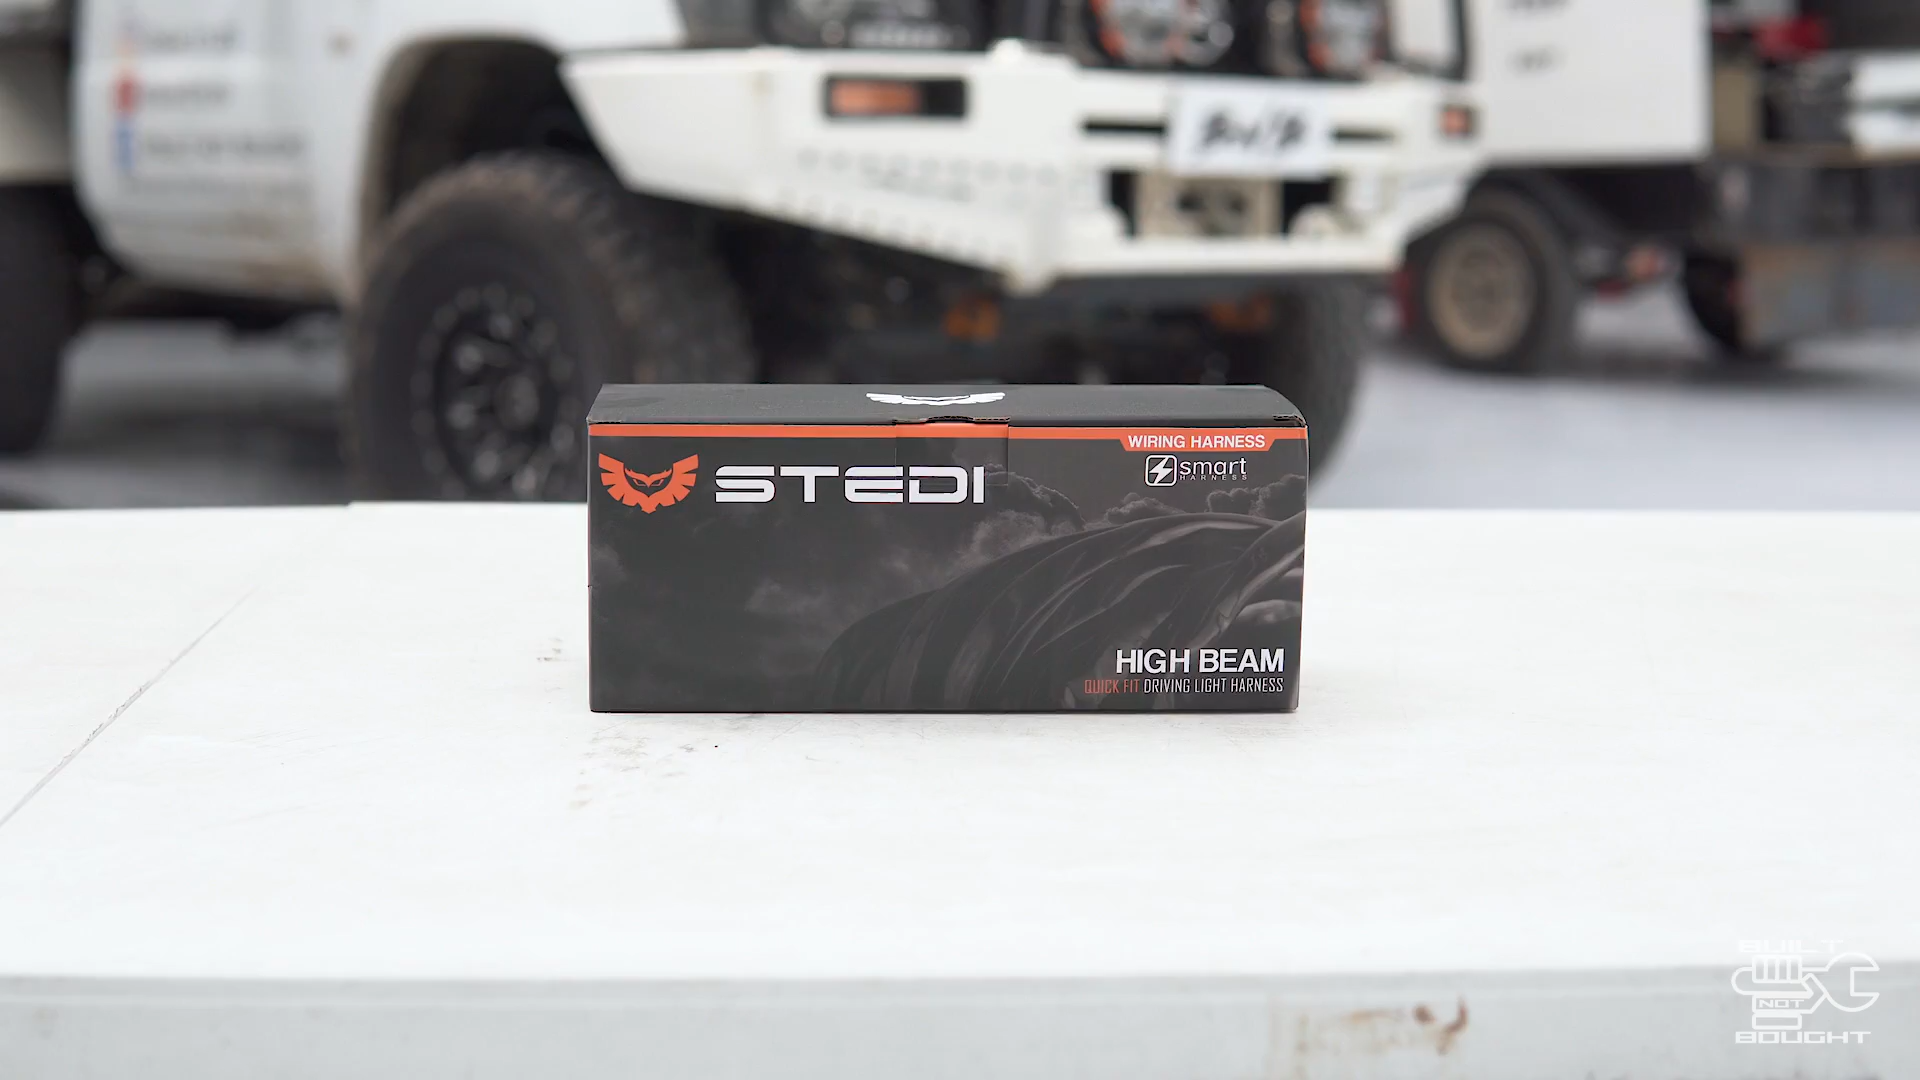 WIRING HARNESS
STEDI
smart
HARNESS
HIGH BEAM
QUICK FIT DRIVING LIGHT HARNESS
BUILT
NOT
BOUGHT